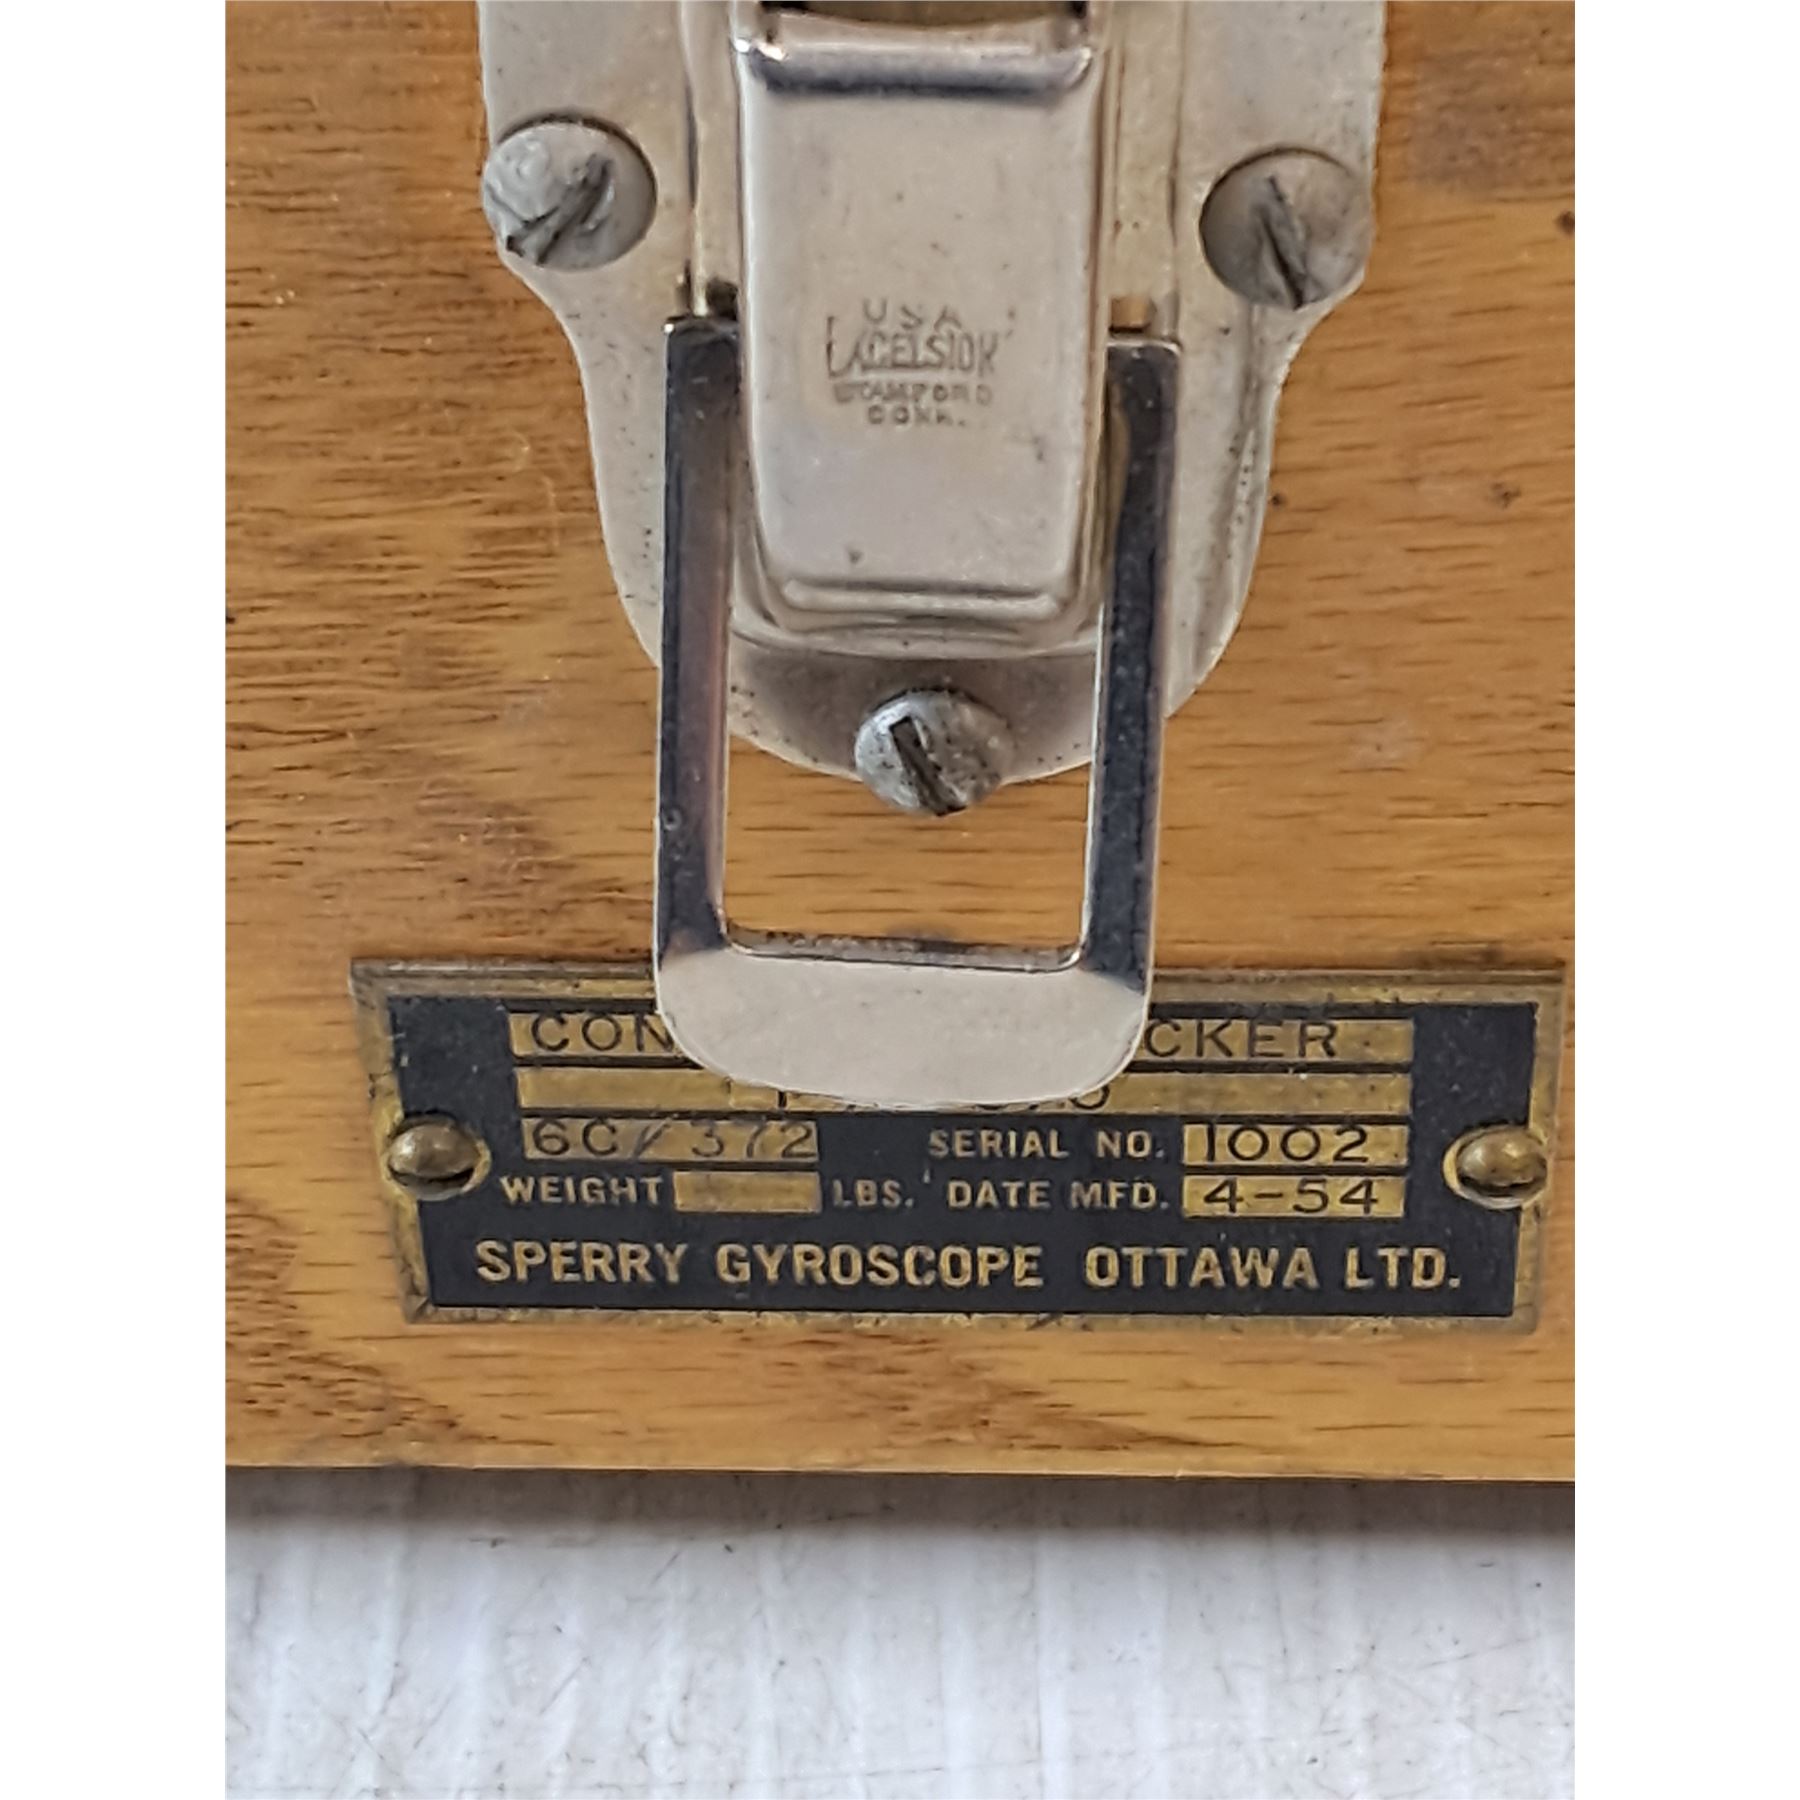 USA
EXCELSIOR
STAMFORD
CONN.
CON CKER
6C/372 SERIAL NO. 1002
WEIGHT LBS. DATE MFD. 4-54
SPERRY GYROSCOPE OTTAWA LTD.